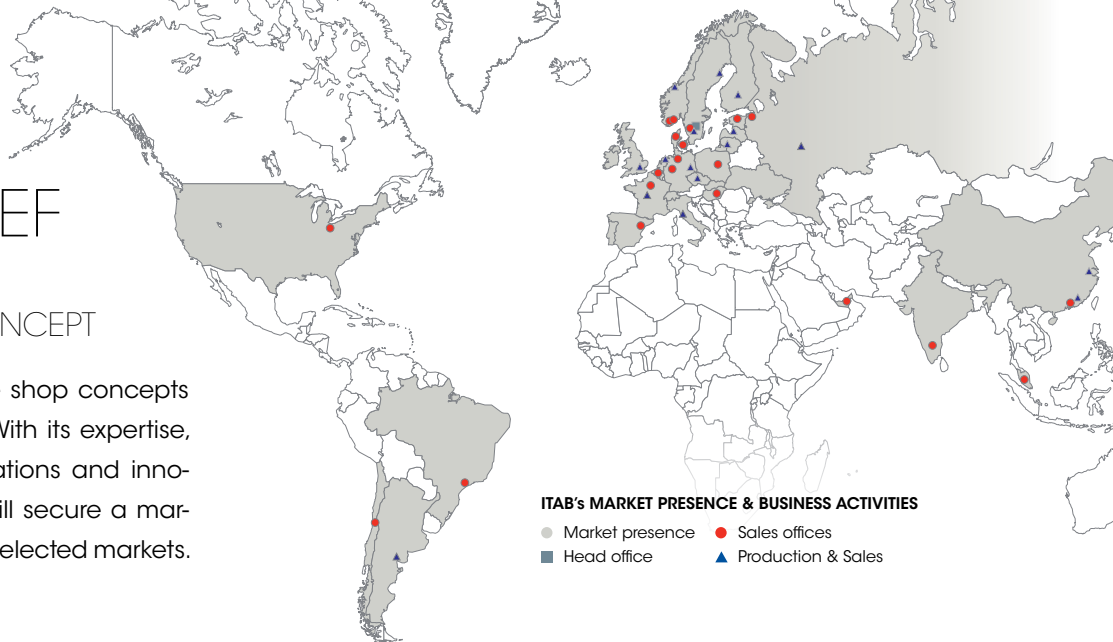 EF
NCEPT
shop concepts
With its expertise,
ations and inno-
ill secure a mar-
elected markets.
ITAB's MARKET PRESENCE & BUSINESS ACTIVITIES
Market presence
Sales offices
Head office
Production & Sales